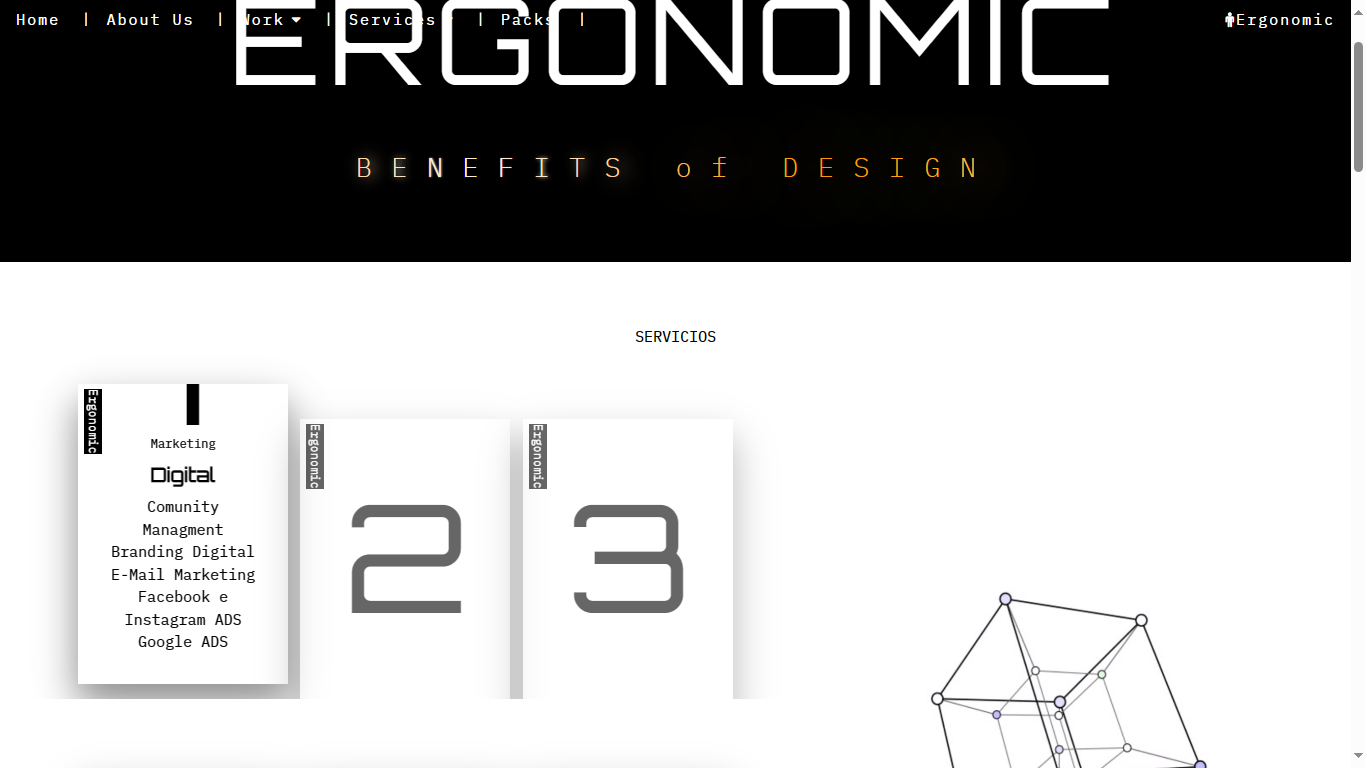 Home | About Us | Work | Services | Packs | Ergonomic
ERGONOMIC
BENEFITS of DESIGN
SERVICIOS
Ergonomic
1
Marketing
Digital
Comunity
Managment
Branding Digital
E-Mail Marketing
Facebook e
Instagram ADS
Google ADS
Ergonomic
2
Ergonomic
3